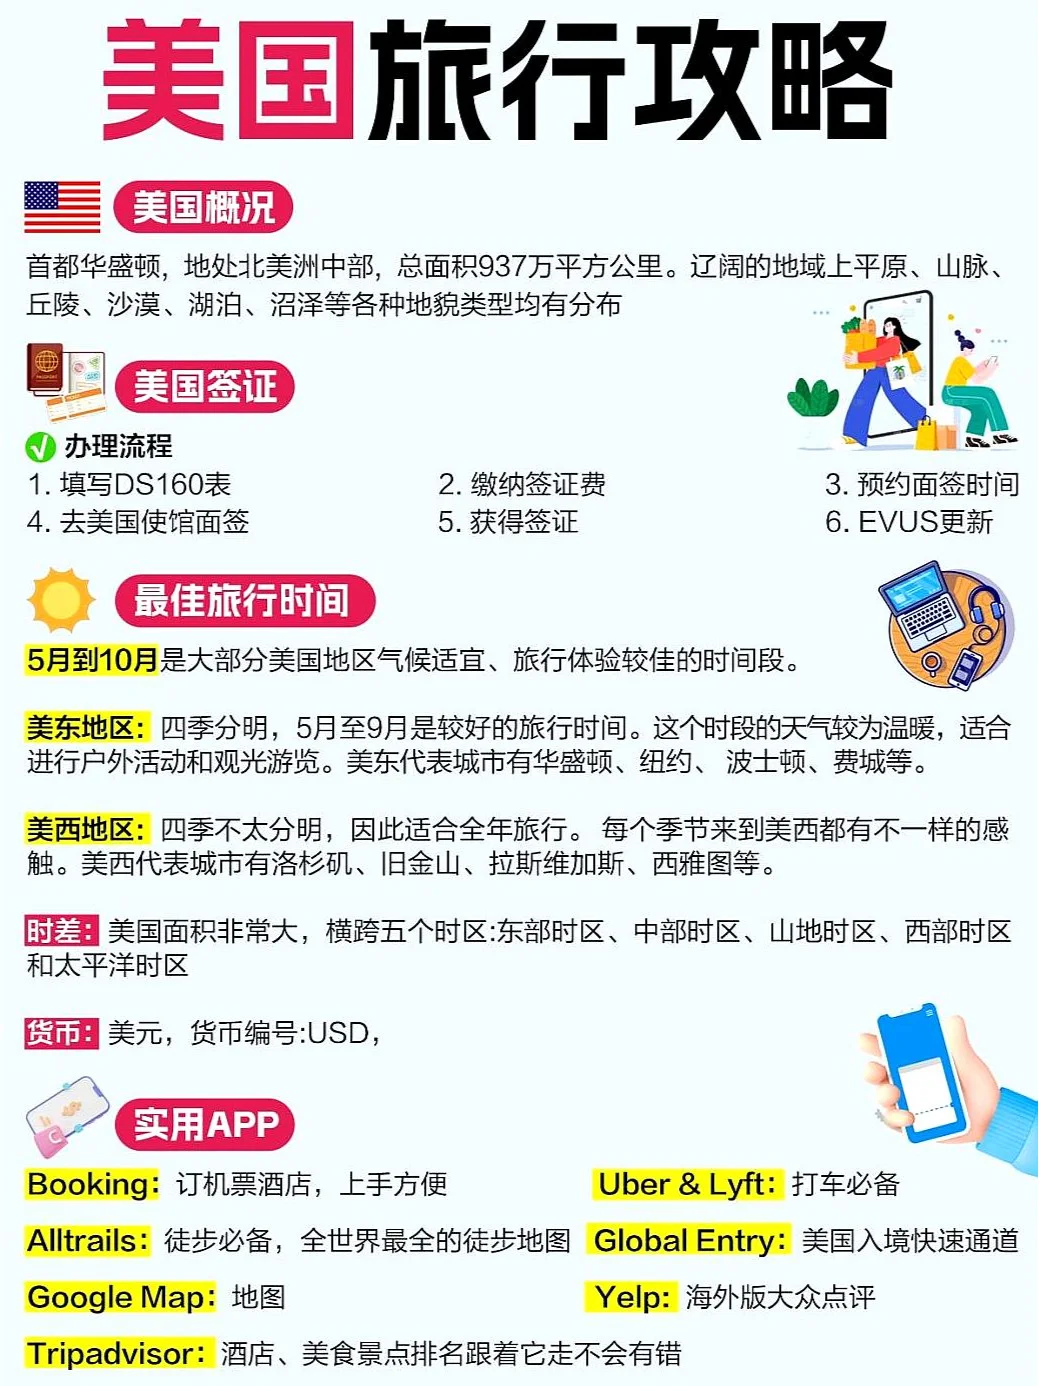 美国旅行攻略
美国概况
首都华盛顿, 地处北美洲中部, 总面积937万平方公里。辽阔的地域上平原、山脉、
丘陵、沙漠、湖泊、沼泽等各种地貌类型均有分布
美国签证
办理流程
1. 填写DS160表 2. 缴纳签证费 3. 预约面签时间
4. 去美国使馆面签 5. 获得签证 6. EVUS更新
最佳旅行时间
5月到10月是大部分美国地区气候适宜、旅行体验较佳的时间段。
美东地区：四季分明，5月至9月是较好的旅行时间。这个时段的天气较为温暖，适合
进行户外活动和观光游览。美东代表城市有华盛顿、纽约、 波士顿、费城等。
美西地区：四季不太分明，因此适合全年旅行。 每个季节来到美西都有不一样的感
触。美西代表城市有洛杉矶、旧金山、拉斯维加斯、西雅图等。
时差：美国面积非常大，横跨五个时区:东部时区、中部时区、山地时区、西部时区
和太平洋时区
货币：美元，货币编号:USD，
实用APP
Booking：订机票酒店，上手方便 Uber & Lyft：打车必备
Alltrails：徒步必备，全世界最全的徒步地图 Global Entry：美国入境快速通道
Google Map：地图 Yelp: 海外版大众点评
Tripadvisor：酒店、美食景点排名跟着它走不会有错